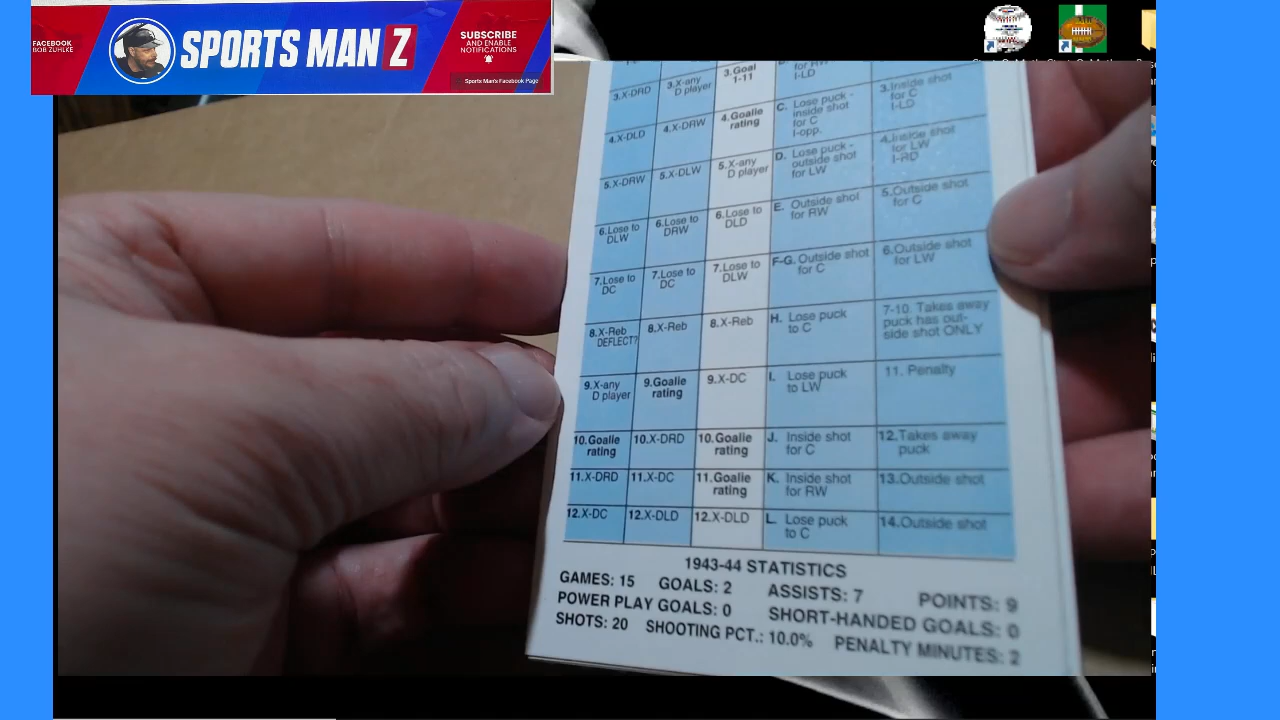 FACEBOOK
BOB ZUHLKE
SPORTS MAN Z
SUBSCRIBE
AND ENABLE
NOTIFICATIONS
Sports Man's Facebook Page
3.X-DRD
3.X-any
D player
3.Goal
1-11
for RW
I-LD
3.Inside shot
for C
I-LD
4.X-DLD
4.X-DRW
4.Goalie
rating
C. Lose puck -
inside shot
for C
I-opp.
4.Inside shot
for LW
I-RD
5.X-DRW
5.X-DLW
5.X-any
D player
D. Lose puck -
outside shot
for LW
5.Outside shot
for C
6.Lose to
DLW
6.Lose to
DRW
6.Lose to
DLD
E. Outside shot
for RW
6.Outside shot
for LW
7.Lose to
DC
7.Lose to
DC
7.Lose to
DLW
F-G. Outside shot
for C
7-10. Takes away
puck has out-
side shot ONLY
8.X-Reb
DEFLECT?
8.X-Reb
8.X-Reb
H. Lose puck
to C
9.X-any
D player
9.Goalie
rating
9.X-DC
I. Lose puck
to LW
11. Penalty
10.Goalie
rating
10.X-DRD
10.Goalie
rating
J. Inside shot
for C
12.Takes away
puck
11.X-DRD
11.X-DC
11.Goalie
rating
K. Inside shot
for RW
13.Outside shot
12.X-DC
12.X-DLD
12.X-DLD
L. Lose puck
to C
14.Outside shot
1943-44 STATISTICS
GAMES: 15 GOALS: 2 ASSISTS: 7 POINTS: 9
POWER PLAY GOALS: 0 SHORT-HANDED GOALS: 0
SHOTS: 20 SHOOTING PCT.: 10.0% PENALTY MINUTES: 2